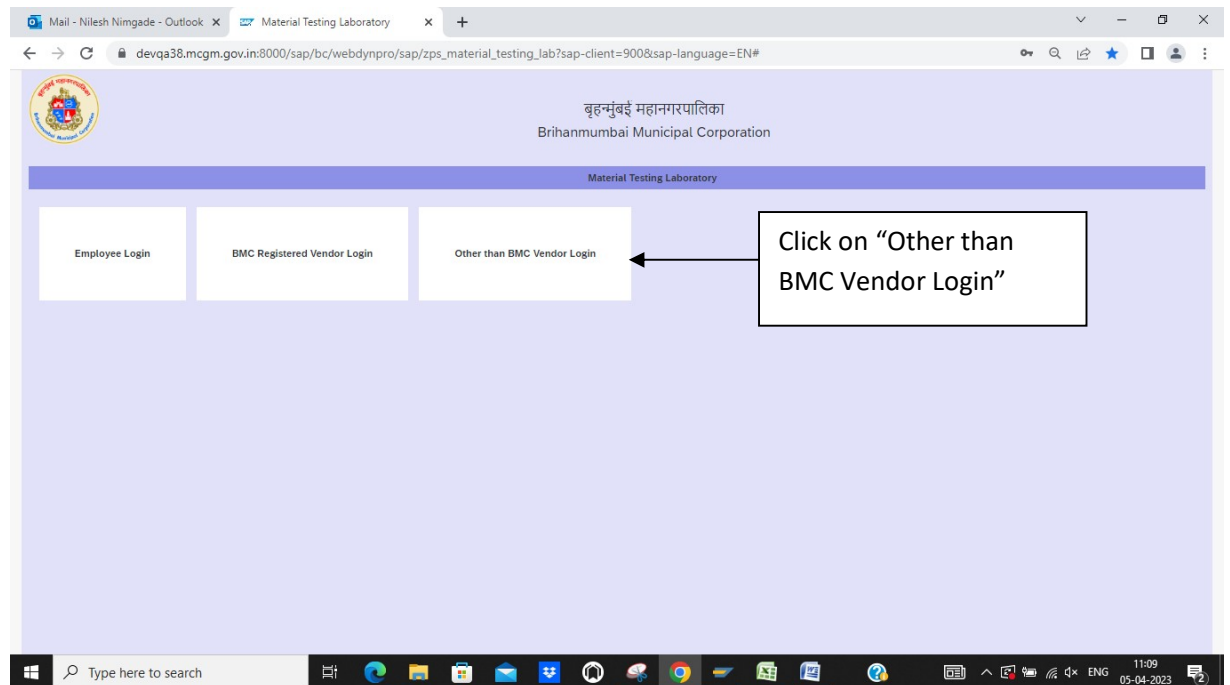 Mail - Nilesh Nimgade - Outlook
Material Testing Laboratory
devqa38.mcgm.gov.in:8000/sap/bc/webdynpro/sap/zps_material_testing_lab?sap-client=900&sap-language=EN#
बृहन्मुंबई महानगरपालिका
Brihanmumbai Municipal Corporation
Material Testing Laboratory
Employee Login
BMC Registered Vendor Login
Other than BMC Vendor Login
Click on “Other than
BMC Vendor Login”
Type here to search
ENG
11:09
05-04-2023
2